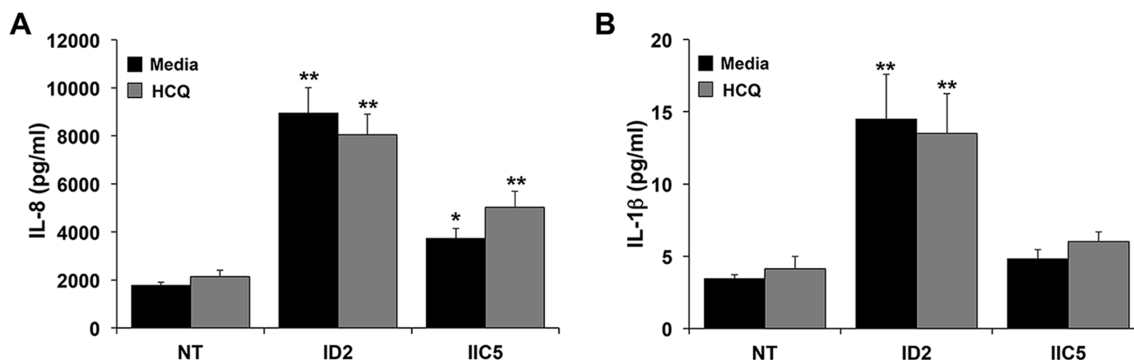 A
12000
10000
8000
6000
4000
2000
0
IL-8 (pg/ml)
Media
HCQ
**
**
*
**
NT ID2 IIC5
B
20
15
10
5
0
IL-1β (pg/ml)
Media
HCQ
**
**
NT ID2 IIC5